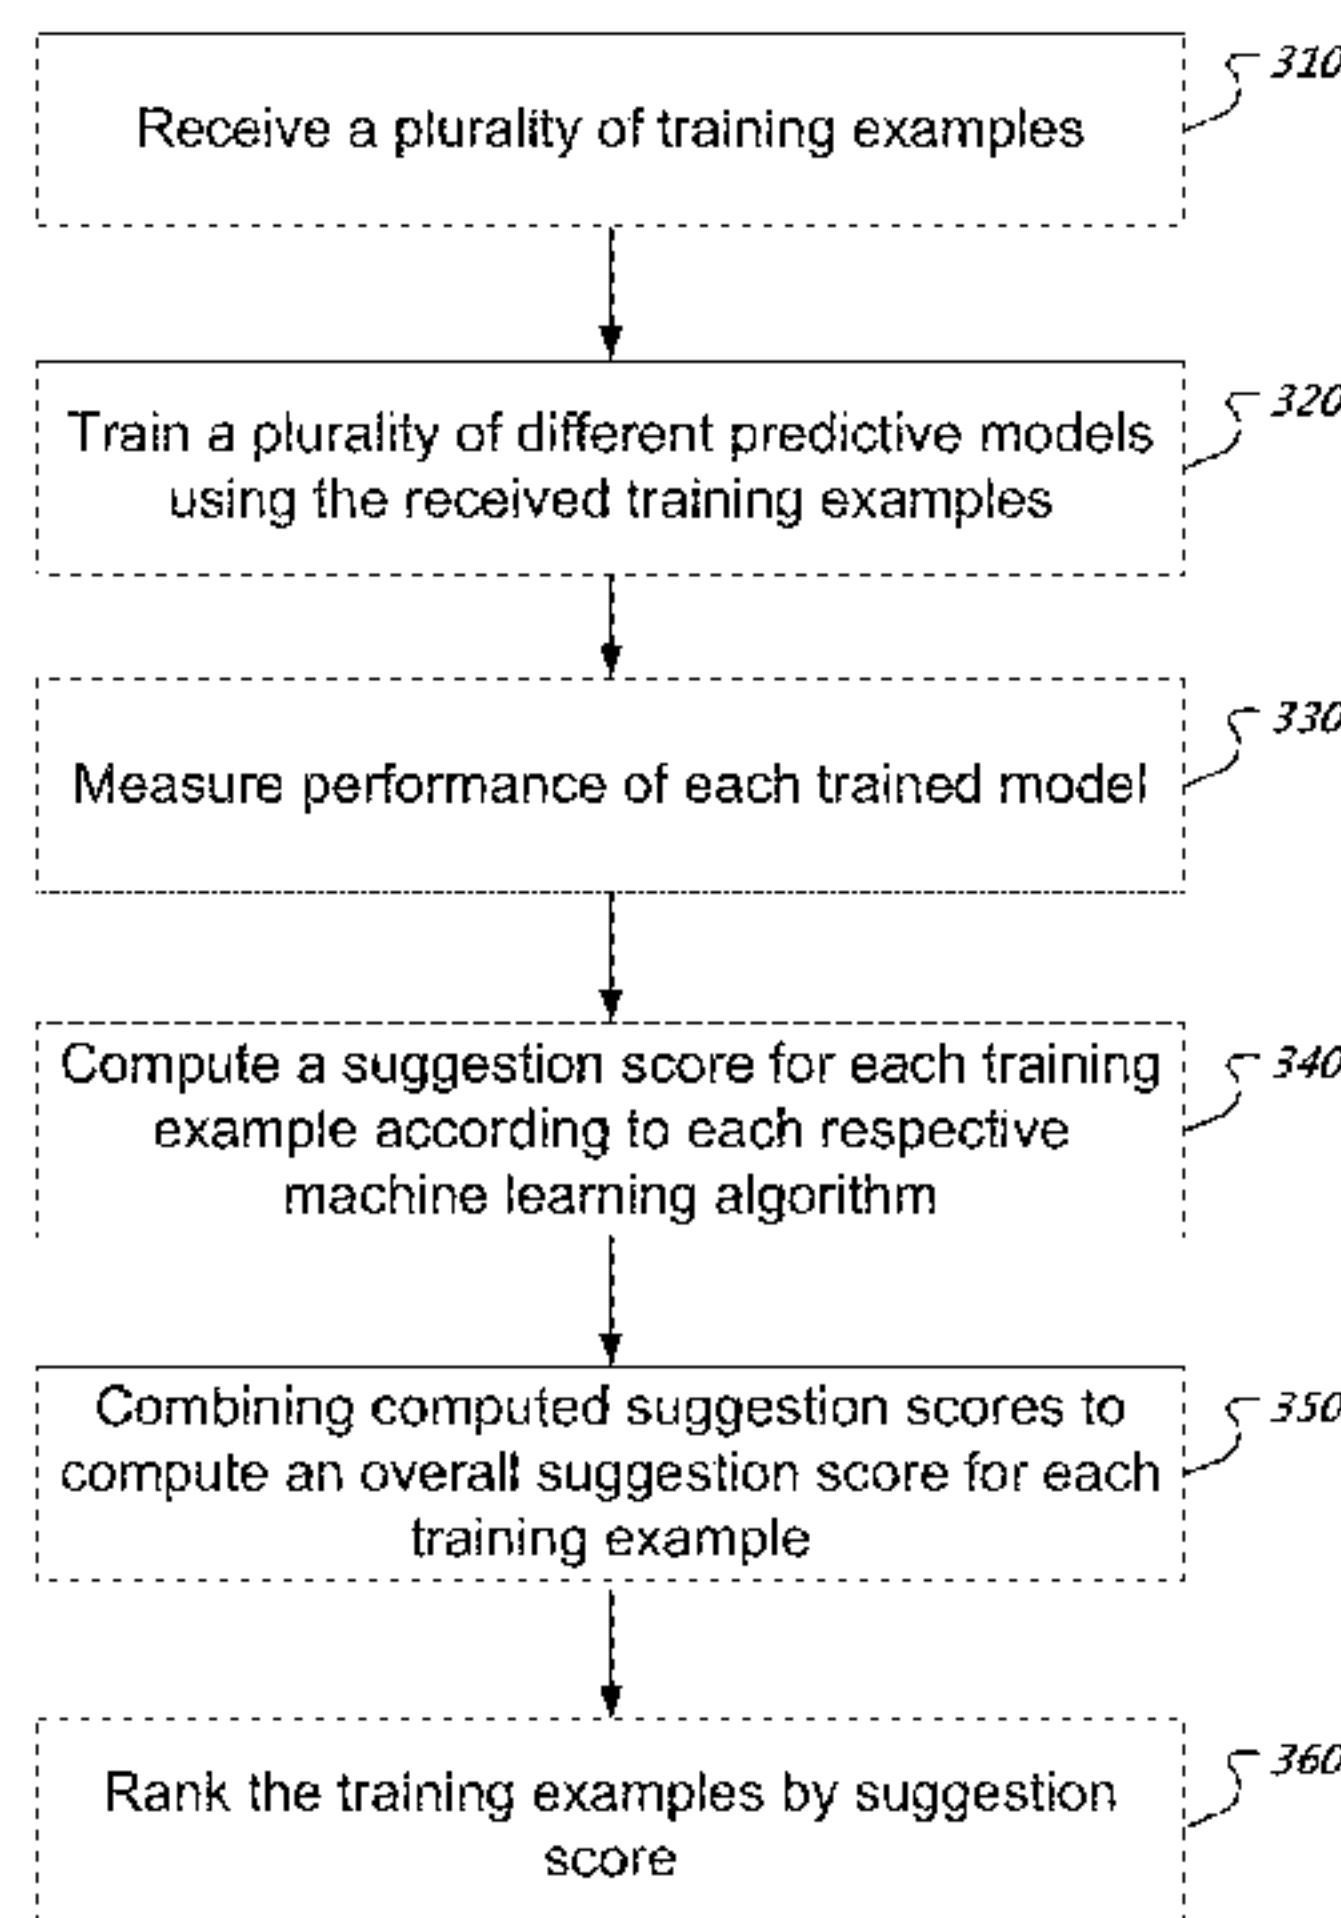 Receive a plurality of training examples
310
Train a plurality of different predictive models
using the received training examples
320
Measure performance of each trained model
330
Compute a suggestion score for each training
example according to each respective
machine learning algorithm
340
Combining computed suggestion scores to
compute an overall suggestion score for each
training example
350
Rank the training examples by suggestion
score
360